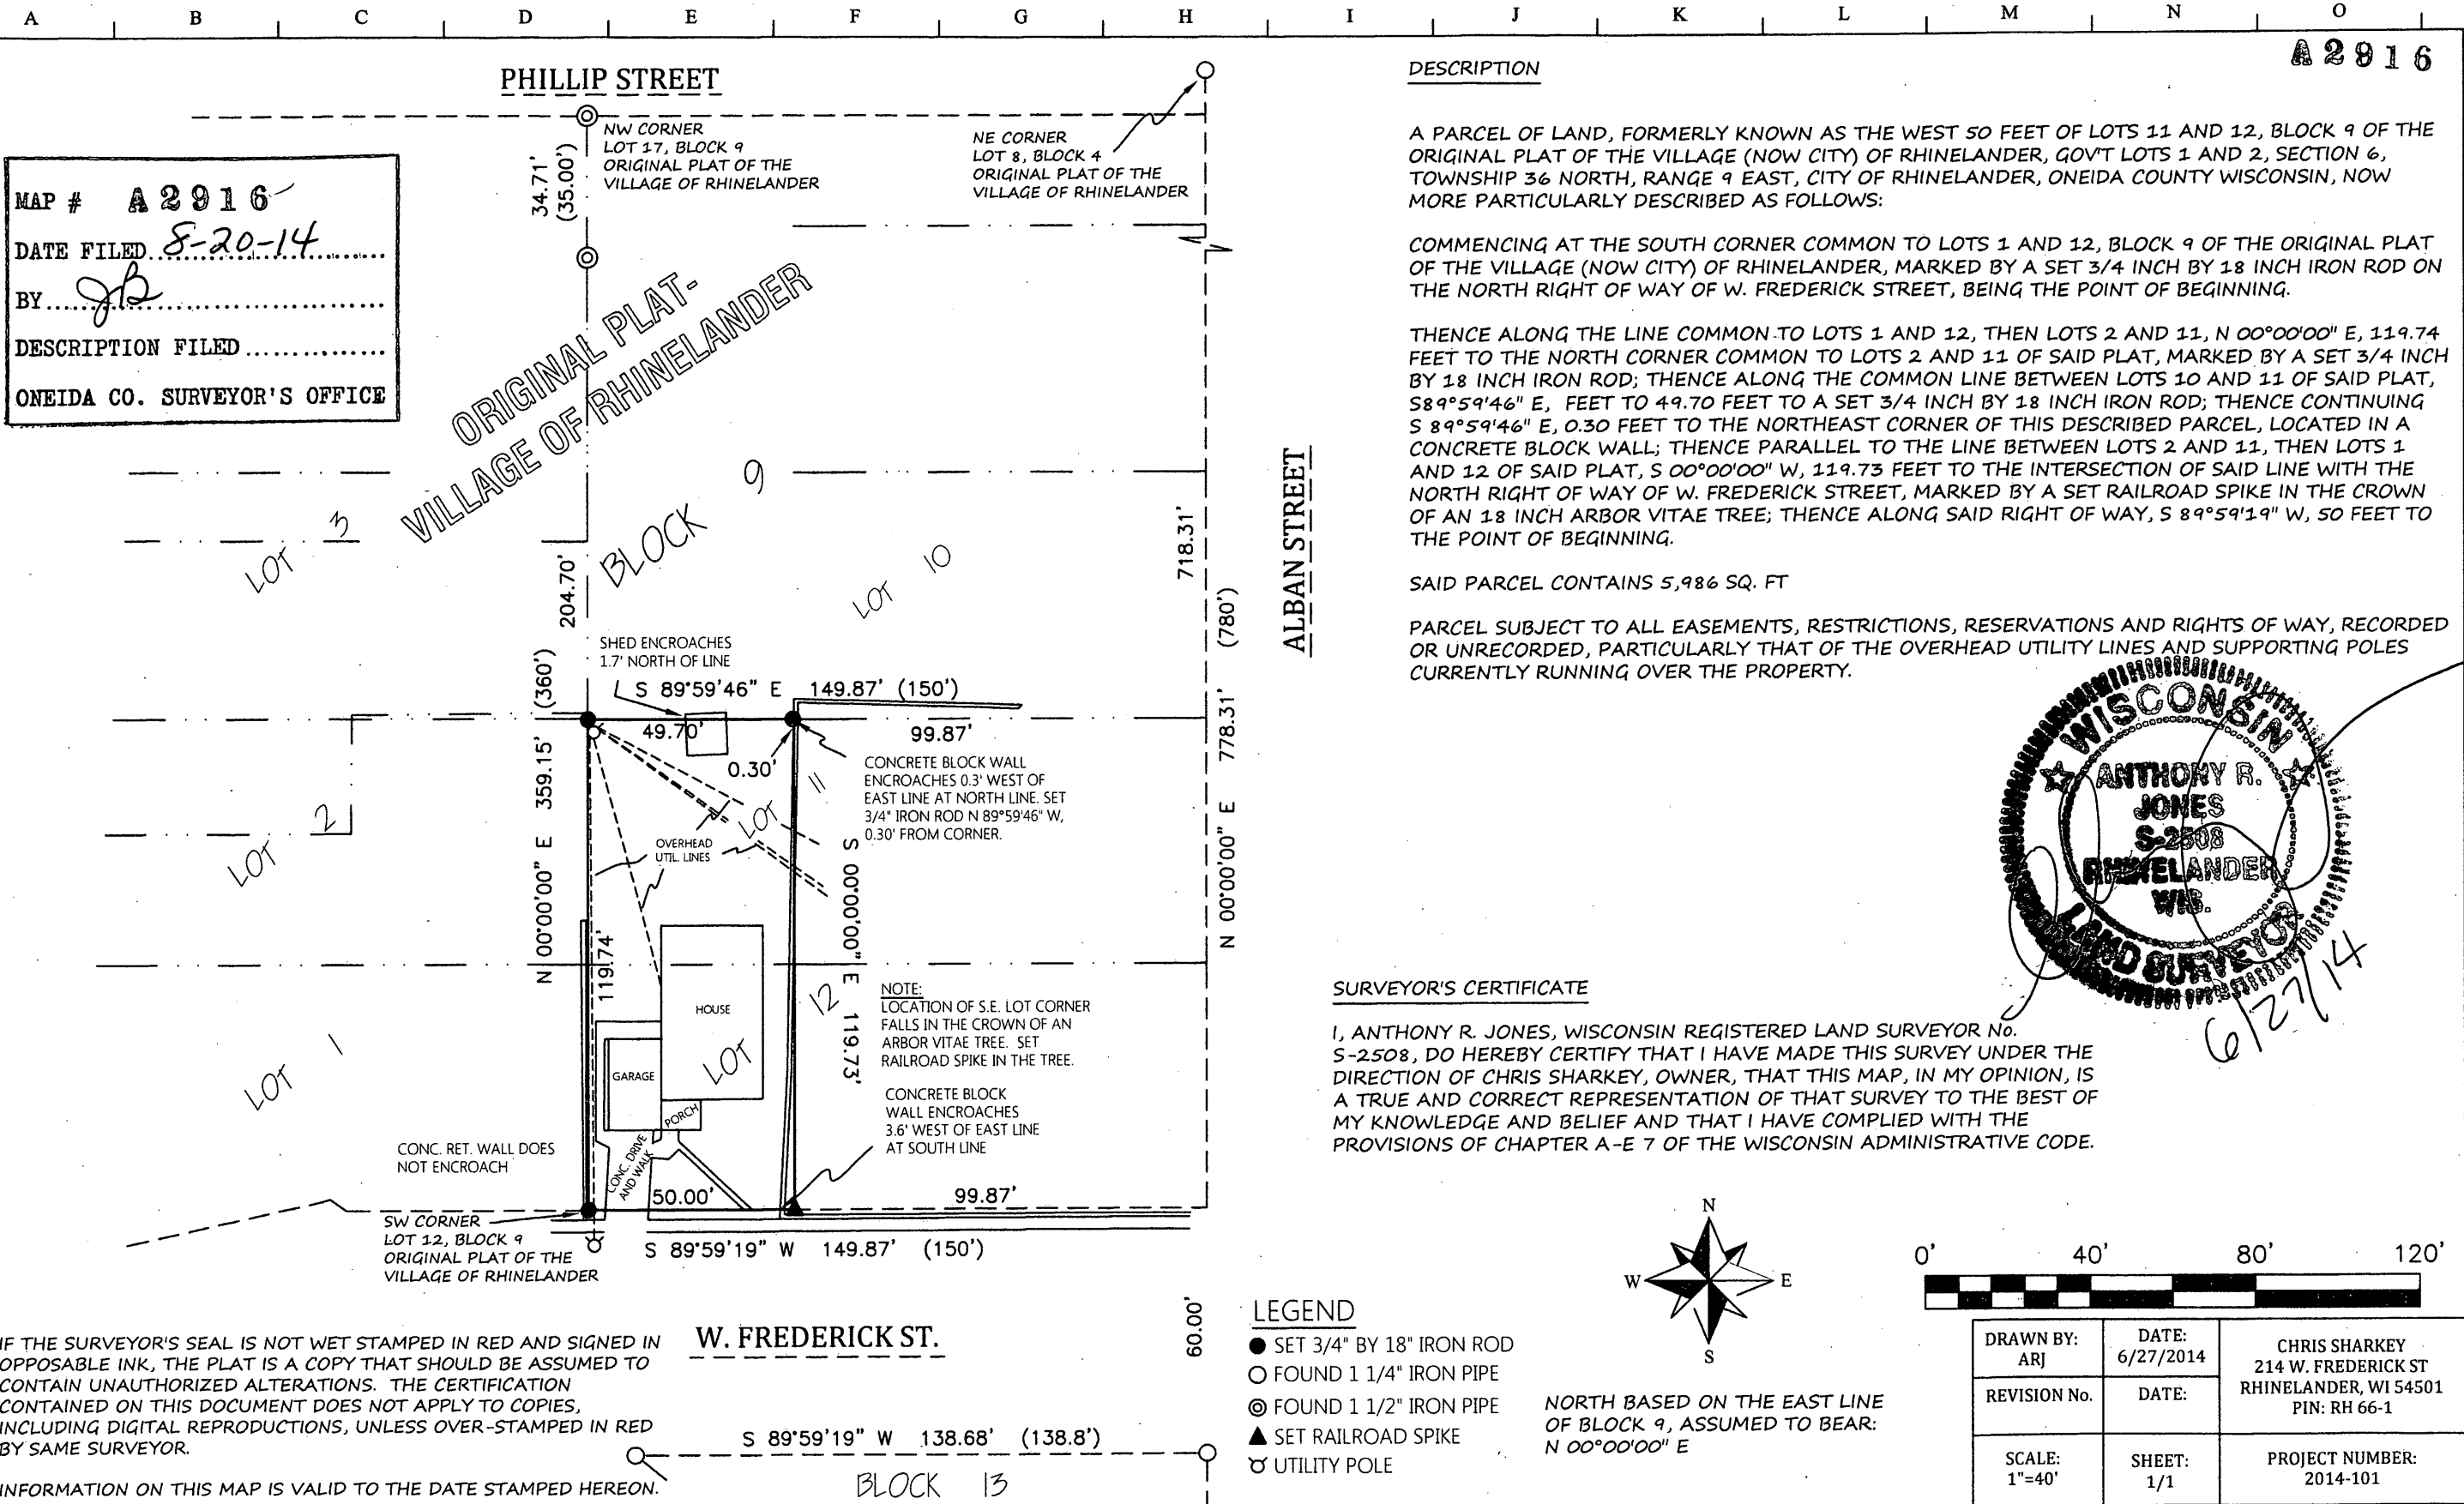 A B C D E F G H I J K L M N O
A2916
PHILLIP STREET
MAP # A2916
DATE FILED 8-20-14
BY JB
DESCRIPTION FILED
ONEIDA CO. SURVEYOR'S OFFICE
NW CORNER
LOT 17, BLOCK 9
ORIGINAL PLAT OF THE
VILLAGE OF RHINELANDER
NE CORNER
LOT 8, BLOCK 4
ORIGINAL PLAT OF THE
VILLAGE OF RHINELANDER
34.71'
(35.00')
ORIGINAL PLAT-
VILLAGE OF RHINELANDER
BLOCK 9
LOT 3
LOT 10
204.70'
718.31'
ALBAN STREET
(360')
(780')
SHED ENCROACHES
1.7' NORTH OF LINE
S 89°59'46" E 149.87' (150')
49.70'
99.87'
0.30'
CONCRETE BLOCK WALL
ENCROACHES 0.3' WEST OF
EAST LINE AT NORTH LINE. SET
3/4" IRON ROD N 89°59'46" W,
0.30' FROM CORNER.
LOT 2
LOT 11
OVERHEAD
UTIL. LINES
N 00°00'00" E 359.15'
119.74'
S 00°00'00" E 119.73'
N 00°00'00" E 778.31'
HOUSE
GARAGE
PORCH
CONC. DRIVE
AND WALK
LOT 12
LOT 1
NOTE:
LOCATION OF S.E. LOT CORNER
FALLS IN THE CROWN OF AN
ARBOR VITAE TREE. SET
RAILROAD SPIKE IN THE TREE.
CONCRETE BLOCK
WALL ENCROACHES
3.6' WEST OF EAST LINE
AT SOUTH LINE
CONC. RET. WALL DOES
NOT ENCROACH
50.00'
99.87'
SW CORNER
LOT 12, BLOCK 9
ORIGINAL PLAT OF THE
VILLAGE OF RHINELANDER
S 89°59'19" W 149.87' (150')
W. FREDERICK ST.
60.00'
S 89°59'19" W 138.68' (138.8')
BLOCK 13
IF THE SURVEYOR'S SEAL IS NOT WET STAMPED IN RED AND SIGNED IN
OPPOSABLE INK, THE PLAT IS A COPY THAT SHOULD BE ASSUMED TO
CONTAIN UNAUTHORIZED ALTERATIONS. THE CERTIFICATION
CONTAINED ON THIS DOCUMENT DOES NOT APPLY TO COPIES,
INCLUDING DIGITAL REPRODUCTIONS, UNLESS OVER-STAMPED IN RED
BY SAME SURVEYOR.
INFORMATION ON THIS MAP IS VALID TO THE DATE STAMPED HEREON.
DESCRIPTION
A PARCEL OF LAND, FORMERLY KNOWN AS THE WEST 50 FEET OF LOTS 11 AND 12, BLOCK 9 OF THE
ORIGINAL PLAT OF THE VILLAGE (NOW CITY) OF RHINELANDER, GOV'T LOTS 1 AND 2, SECTION 6,
TOWNSHIP 36 NORTH, RANGE 9 EAST, CITY OF RHINELANDER, ONEIDA COUNTY WISCONSIN, NOW
MORE PARTICULARLY DESCRIBED AS FOLLOWS:
COMMENCING AT THE SOUTH CORNER COMMON TO LOTS 1 AND 12, BLOCK 9 OF THE ORIGINAL PLAT
OF THE VILLAGE (NOW CITY) OF RHINELANDER, MARKED BY A SET 3/4 INCH BY 18 INCH IRON ROD ON
THE NORTH RIGHT OF WAY OF W. FREDERICK STREET, BEING THE POINT OF BEGINNING.
THENCE ALONG THE LINE COMMON TO LOTS 1 AND 12, THEN LOTS 2 AND 11, N 00°00'00" E, 119.74
FEET TO THE NORTH CORNER COMMON TO LOTS 2 AND 11 OF SAID PLAT, MARKED BY A SET 3/4 INCH
BY 18 INCH IRON ROD; THENCE ALONG THE COMMON LINE BETWEEN LOTS 10 AND 11 OF SAID PLAT,
S89°59'46" E, FEET TO 49.70 FEET TO A SET 3/4 INCH BY 18 INCH IRON ROD; THENCE CONTINUING
S 89°59'46" E, 0.30 FEET TO THE NORTHEAST CORNER OF THIS DESCRIBED PARCEL, LOCATED IN A
CONCRETE BLOCK WALL; THENCE PARALLEL TO THE LINE BETWEEN LOTS 2 AND 11, THEN LOTS 1
AND 12 OF SAID PLAT, S 00°00'00" W, 119.73 FEET TO THE INTERSECTION OF SAID LINE WITH THE
NORTH RIGHT OF WAY OF W. FREDERICK STREET, MARKED BY A SET RAILROAD SPIKE IN THE CROWN
OF AN 18 INCH ARBOR VITAE TREE; THENCE ALONG SAID RIGHT OF WAY, S 89°59'19" W, 50 FEET TO
THE POINT OF BEGINNING.
SAID PARCEL CONTAINS 5,986 SQ. FT
PARCEL SUBJECT TO ALL EASEMENTS, RESTRICTIONS, RESERVATIONS AND RIGHTS OF WAY, RECORDED
OR UNRECORDED, PARTICULARLY THAT OF THE OVERHEAD UTILITY LINES AND SUPPORTING POLES
CURRENTLY RUNNING OVER THE PROPERTY.
WISCONSIN
ANTHONY R.
JONES
S-2508
RHINELANDER
WIS.
LAND SURVEYOR
6/27/14
SURVEYOR'S CERTIFICATE
I, ANTHONY R. JONES, WISCONSIN REGISTERED LAND SURVEYOR No.
S-2508, DO HEREBY CERTIFY THAT I HAVE MADE THIS SURVEY UNDER THE
DIRECTION OF CHRIS SHARKEY, OWNER, THAT THIS MAP, IN MY OPINION, IS
A TRUE AND CORRECT REPRESENTATION OF THAT SURVEY TO THE BEST OF
MY KNOWLEDGE AND BELIEF AND THAT I HAVE COMPLIED WITH THE
PROVISIONS OF CHAPTER A-E 7 OF THE WISCONSIN ADMINISTRATIVE CODE.
N
W E
S
0' 40' 80' 120'
LEGEND
SET 3/4" BY 18" IRON ROD
FOUND 1 1/4" IRON PIPE
FOUND 1 1/2" IRON PIPE
SET RAILROAD SPIKE
UTILITY POLE
NORTH BASED ON THE EAST LINE
OF BLOCK 9, ASSUMED TO BEAR:
N 00°00'00" E
DRAWN BY:
ARJ
DATE:
6/27/2014
CHRIS SHARKEY
214 W. FREDERICK ST
RHINELANDER, WI 54501
PIN: RH 66-1
REVISION No.
DATE:
SCALE:
1"=40'
SHEET:
1/1
PROJECT NUMBER:
2014-101